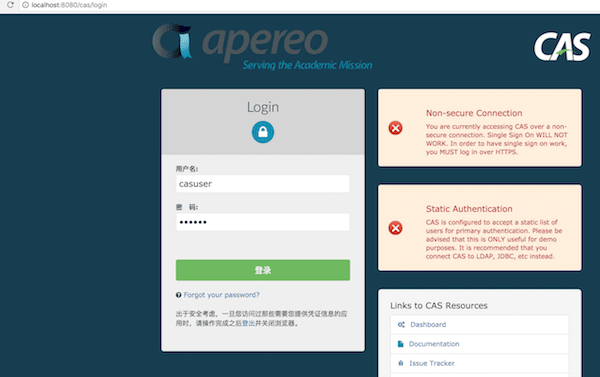 localhost:8080/cas/login
apereo
Serving the Academic Mission
CAS
Login
用户名:
casuser
密 码:
登录
Forgot your password?
出于安全考虑，一旦您访问过那些需要您提供凭证信息的应
用时，请操作完成之后登出并关闭浏览器。
Non-secure Connection
You are currently accessing CAS over a non-
secure connection. Single Sign On WILL NOT
WORK. In order to have single sign on work,
you MUST log in over HTTPS.
Static Authentication
CAS is configured to accept a static list of
users for primary authentication. Please be
advised that this is ONLY useful for demo
purposes. It is recommended that you
connect CAS to LDAP, JDBC, etc instead.
Links to CAS Resources
Dashboard
Documentation
Issue Tracker